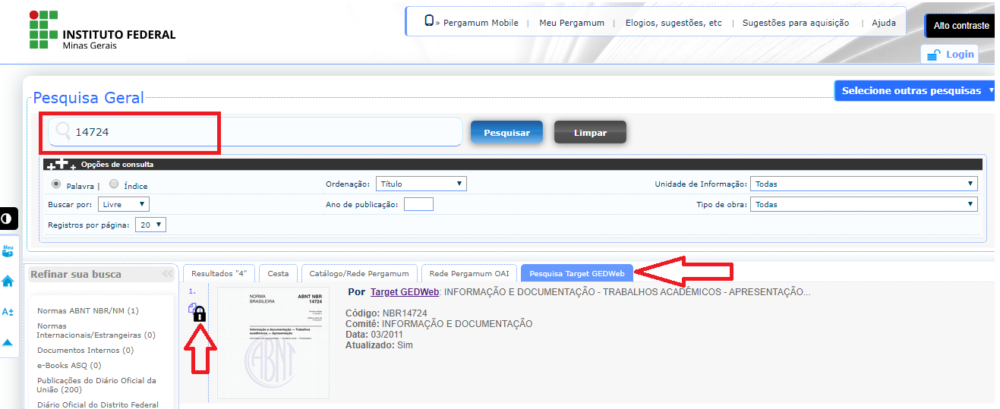 INSTITUTO FEDERAL
Minas Gerais
» Pergamum Mobile | Meu Pergamum | Elogios, sugestões, etc | Sugestões para aquisição | Ajuda
Alto contraste
Login
Pesquisa Geral
Selecione outras pesquisas ▼
14724
Pesquisar
Limpar
Opções de consulta
Palavra | Índice
Ordenação: Título
Unidade de Informação: Todas
Buscar por: Livre
Ano de publicação:
Tipo de obra: Todas
Registros por página: 20
Meu
A±
Refinar sua busca
Normas ABNT NBR/NM (1)
Normas
Internacionais/Estrangeiras (0)
Documentos Internos (0)
e-Books ASQ (0)
Publicações do Diário Oficial da
União (200)
Diário Oficial do Distrito Federal
Resultados "4"
Cesta
Catálogo/Rede Pergamum
Rede Pergamum OAI
Pesquisa Target GEDWeb
1.
NORMA
BRASILEIRA
ABNT NBR
14724
Informação e documentação — Trabalhos
acadêmicos — Apresentação
ABNT
Por Target GEDWeb: INFORMAÇÃO E DOCUMENTAÇÃO - TRABALHOS ACADÊMICOS - APRESENTAÇÃO...
Código: NBR14724
Comitê: INFORMAÇÃO E DOCUMENTAÇÃO
Data: 03/2011
Atualizado: Sim